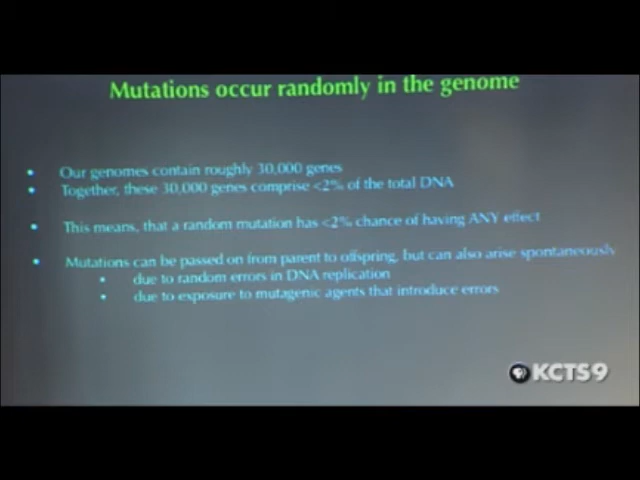 Mutations occur randomly in the genome
• Our genomes contain roughly 30,000 genes
• Together, these 30,000 genes comprise <2% of the total DNA
• This means, that a random mutation has <2% chance of having ANY effect
• Mutations can be passed on from parent to offspring, but can also arise spontaneously
• due to random errors in DNA replication
• due to exposure to mutagenic agents that introduce errors
KCTS9